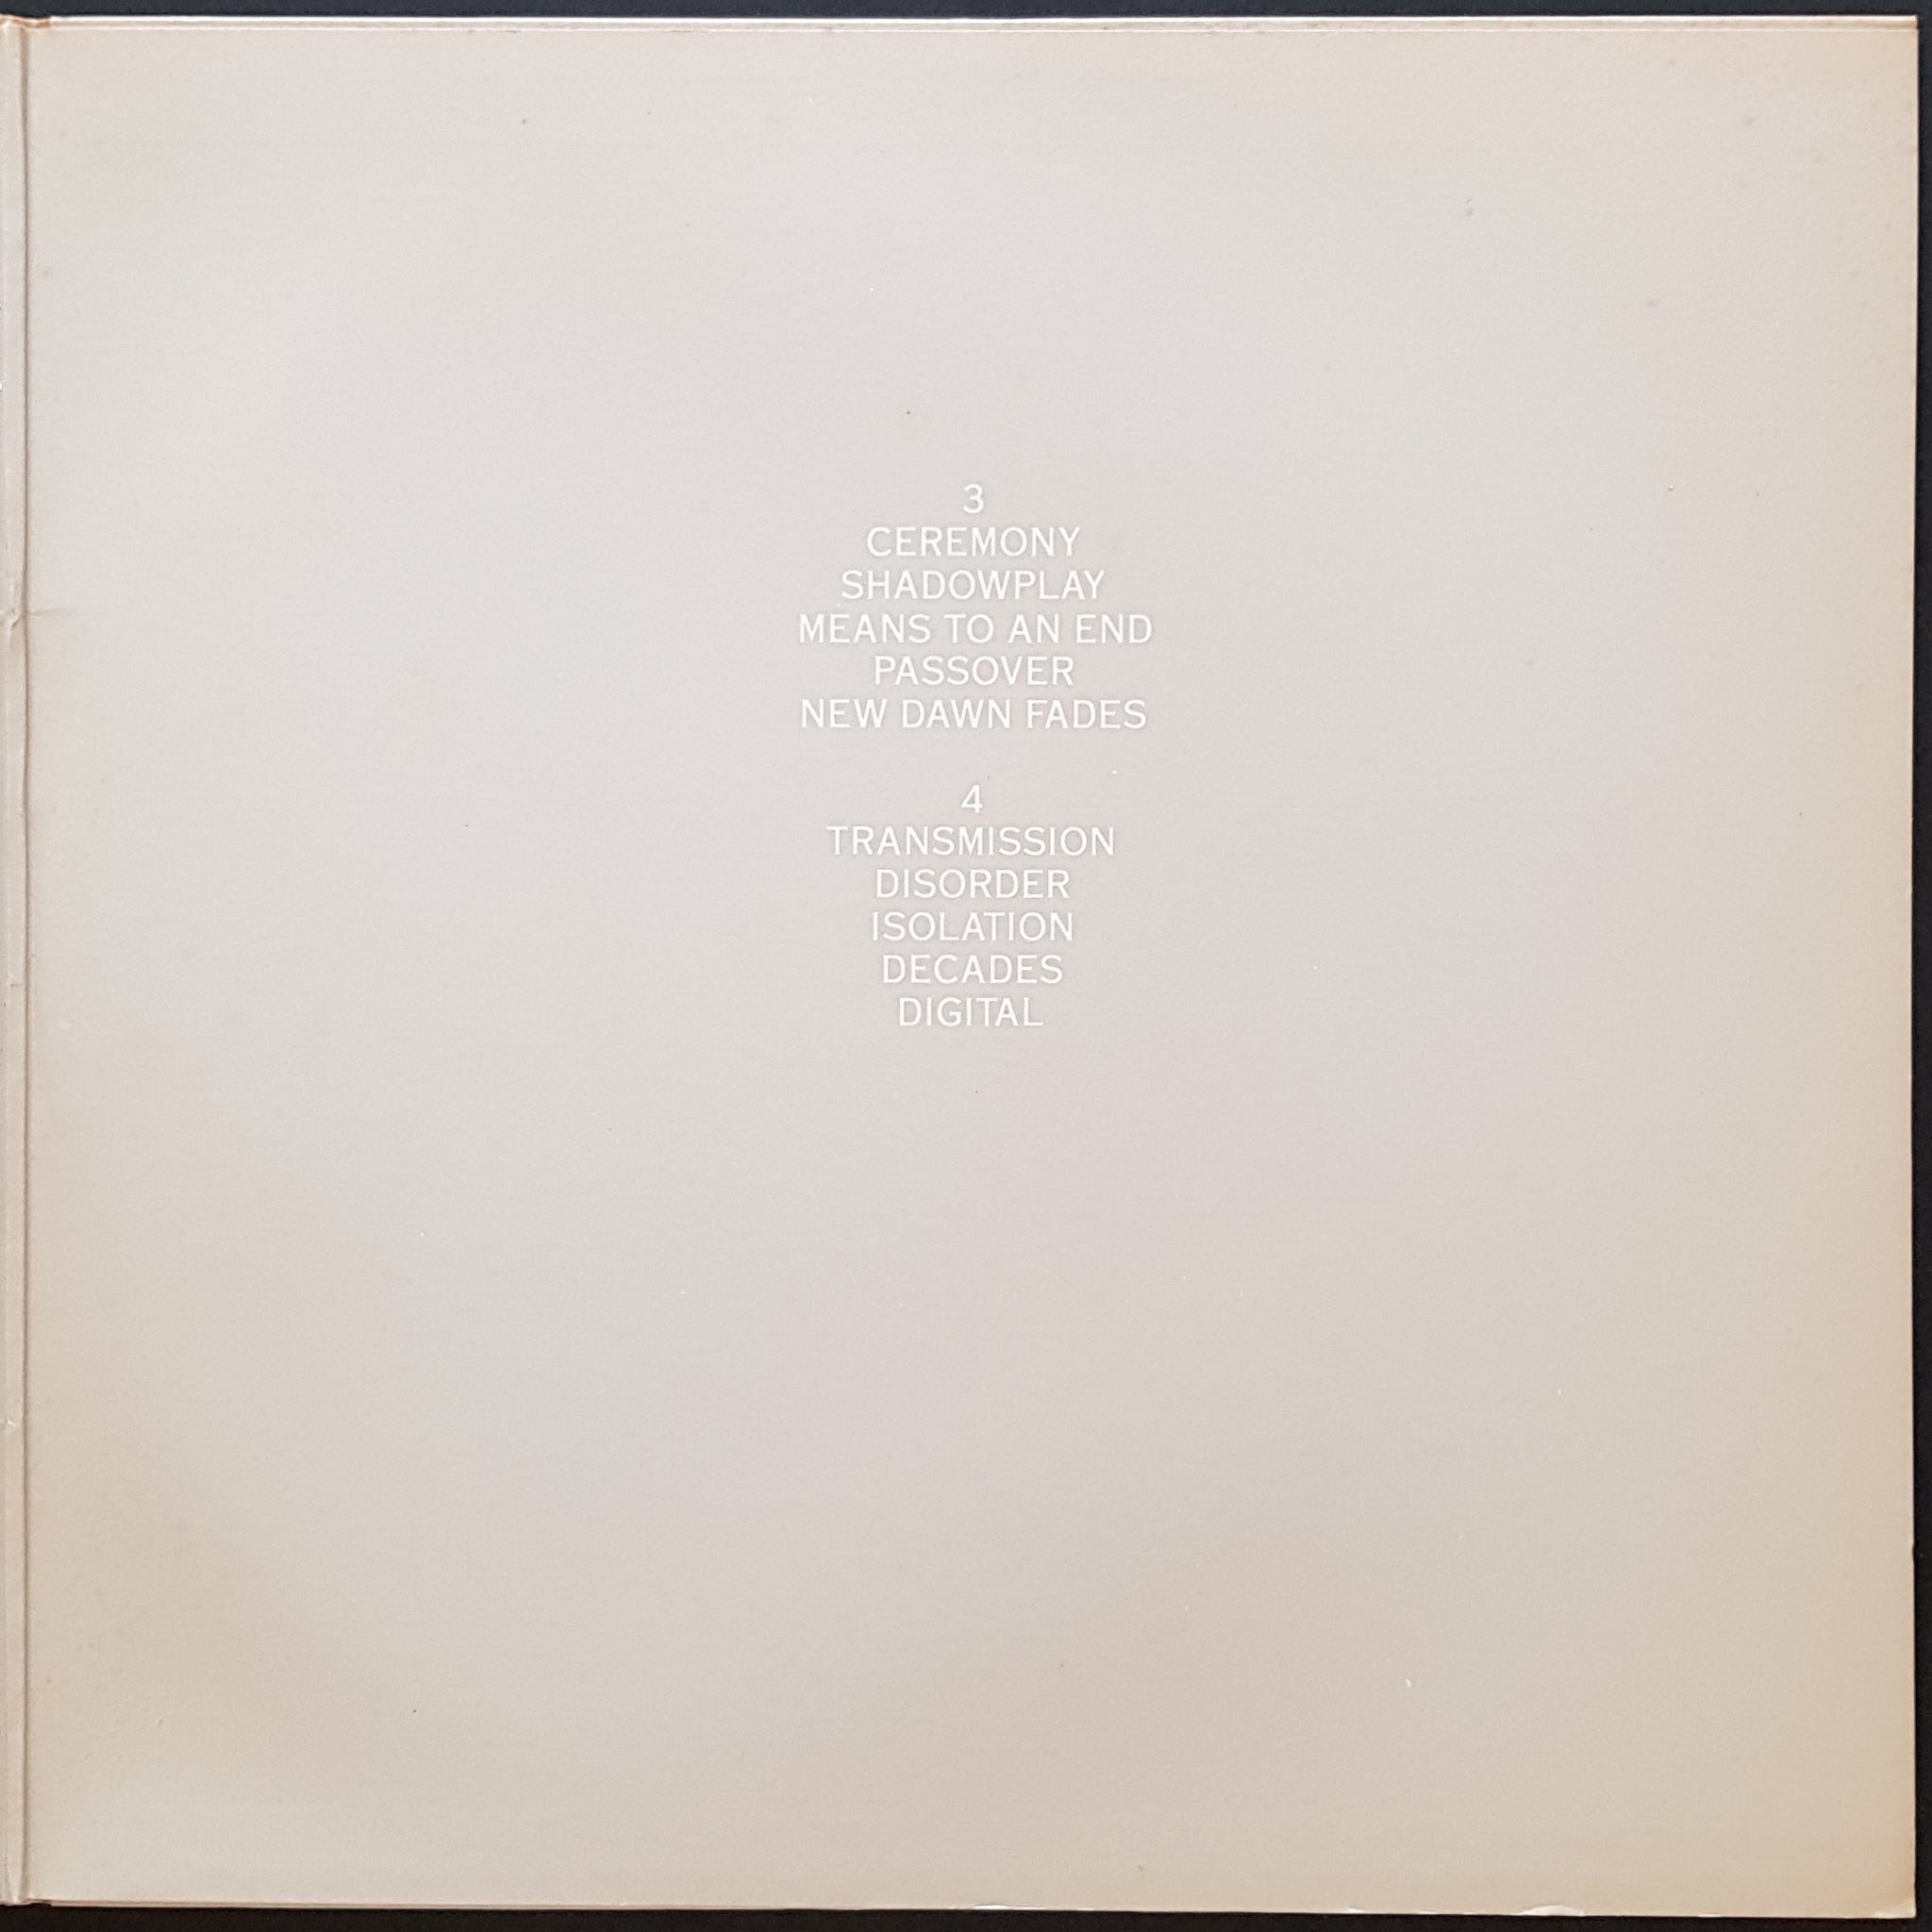 3
CEREMONY
SHADOWPLAY
MEANS TO AN END
PASSOVER
NEW DAWN FADES
4
TRANSMISSION
DISORDER
ISOLATION
DECADES
DIGITAL